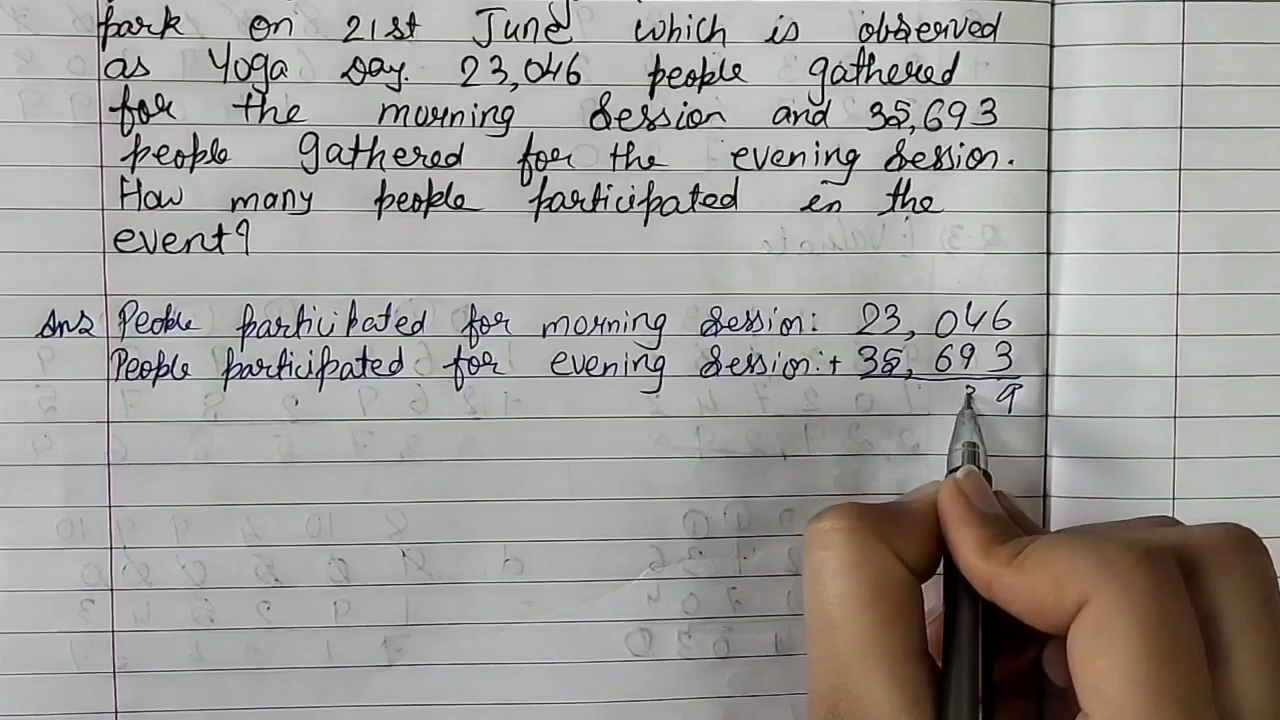 park on 21st June which is observed
as Yoga Day. 23,046 people gathered
for the morning session and 35,693
people gathered for the evening session.
How many people participated in the
event?
Ans People participated for morning session: 23,046
People participated for evening session:+ 35,693
9